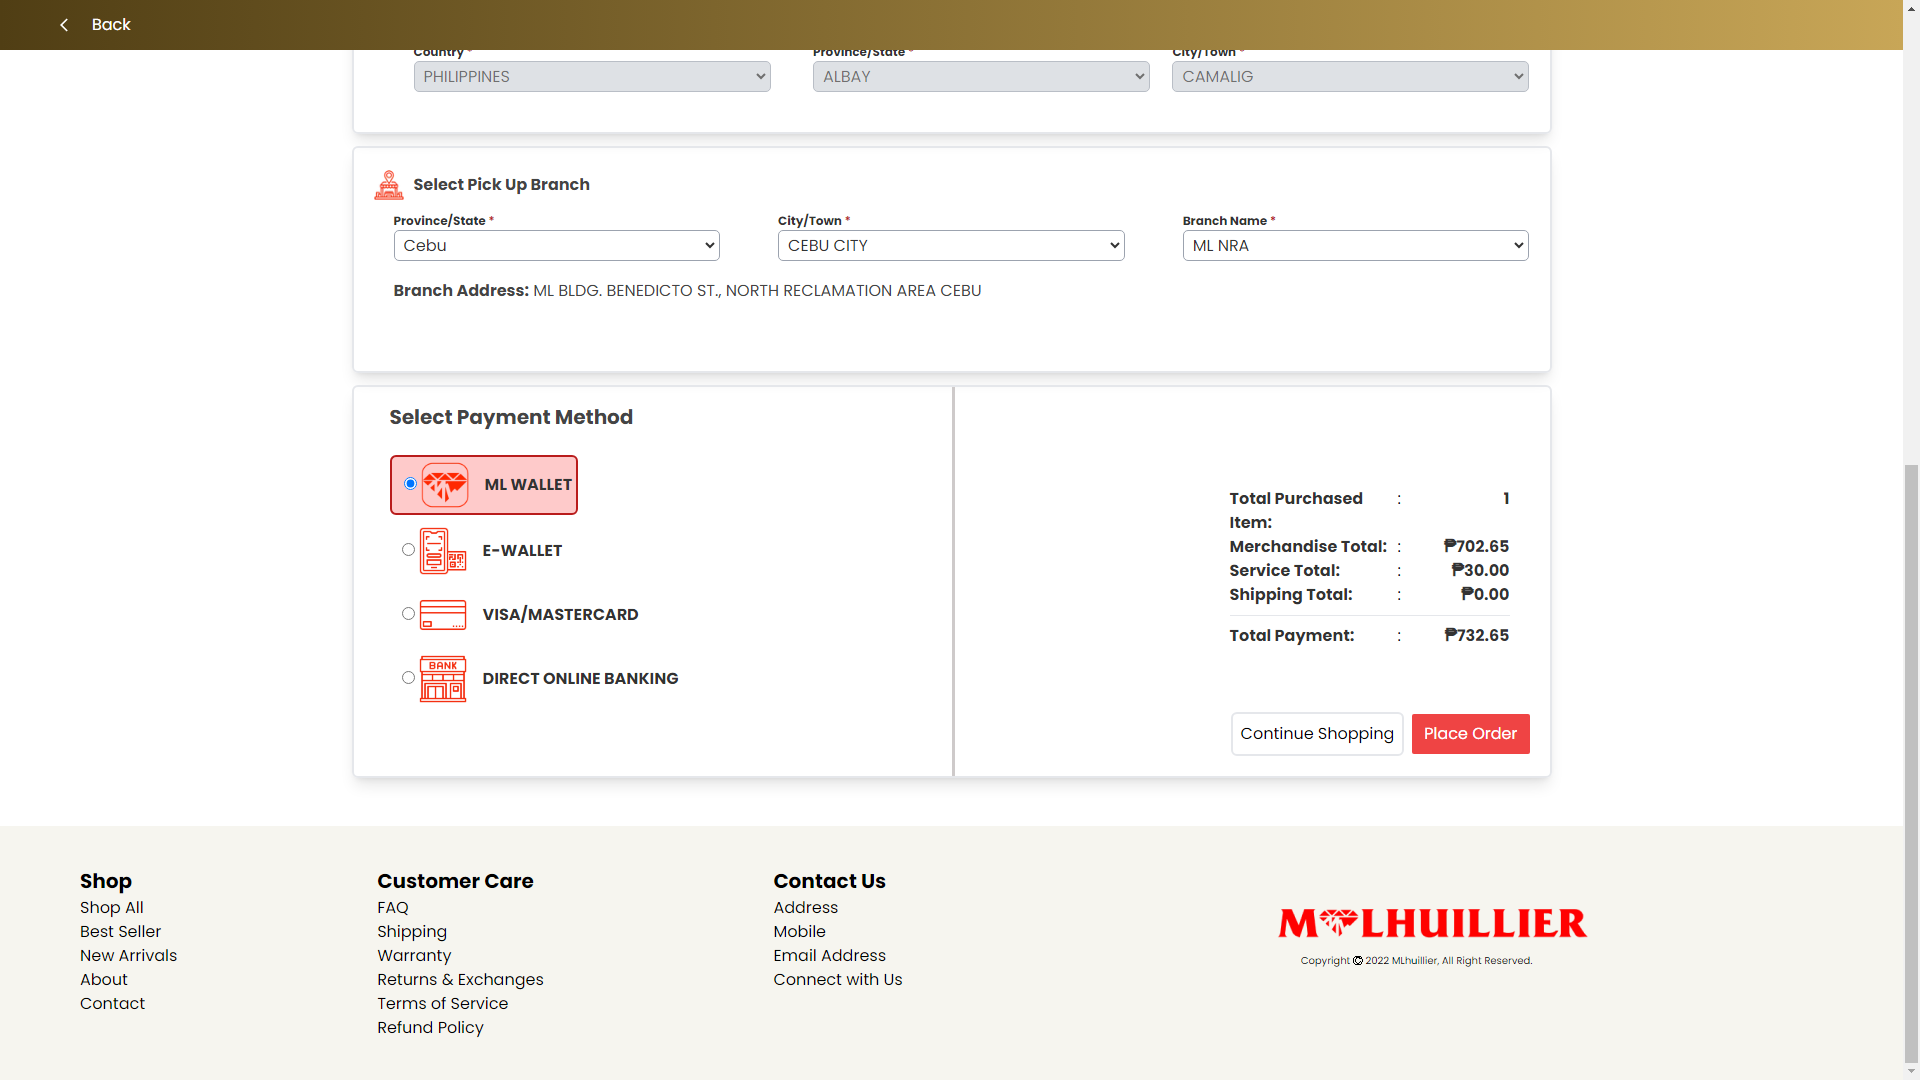 Back
Country * Province/State * City/Town *
PHILIPPINES ALBAY CAMALIG
Select Pick Up Branch
Province/State * City/Town * Branch Name *
Cebu CEBU CITY ML NRA
Branch Address: ML BLDG. BENEDICTO ST., NORTH RECLAMATION AREA CEBU
Select Payment Method
ML WALLET
E-WALLET
VISA/MASTERCARD
BANK
DIRECT ONLINE BANKING
Total Purchased : 1
Item:
Merchandise Total: : ₱702.65
Service Total: : ₱30.00
Shipping Total: : ₱0.00
Total Payment: : ₱732.65
Continue Shopping Place Order
Shop
Shop All
Best Seller
New Arrivals
About
Contact
Customer Care
FAQ
Shipping
Warranty
Returns & Exchanges
Terms of Service
Refund Policy
Contact Us
Address
Mobile
Email Address
Connect with Us
M LHUILLIER
Copyright © 2022 MLhuillier, All Right Reserved.